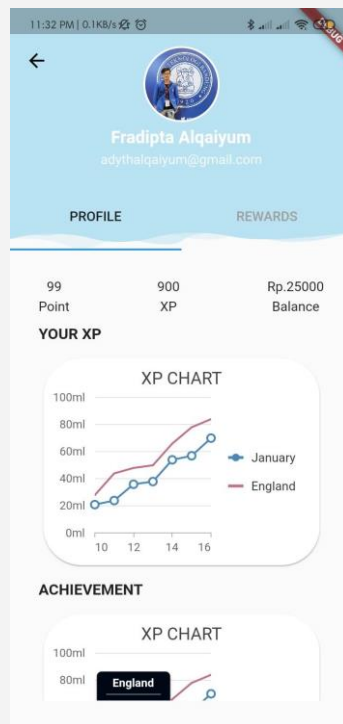 11:32 PM | 0.1KB/s
Fradipta Alqaiyum
adythalqaiyum@gmail.com
PROFILE REWARDS
99 900 Rp.25000
Point XP Balance
YOUR XP
XP CHART
100ml
80ml
60ml
January
40ml
England
20ml
0ml
10 12 14 16
ACHIEVEMENT
XP CHART
100ml
80ml
England